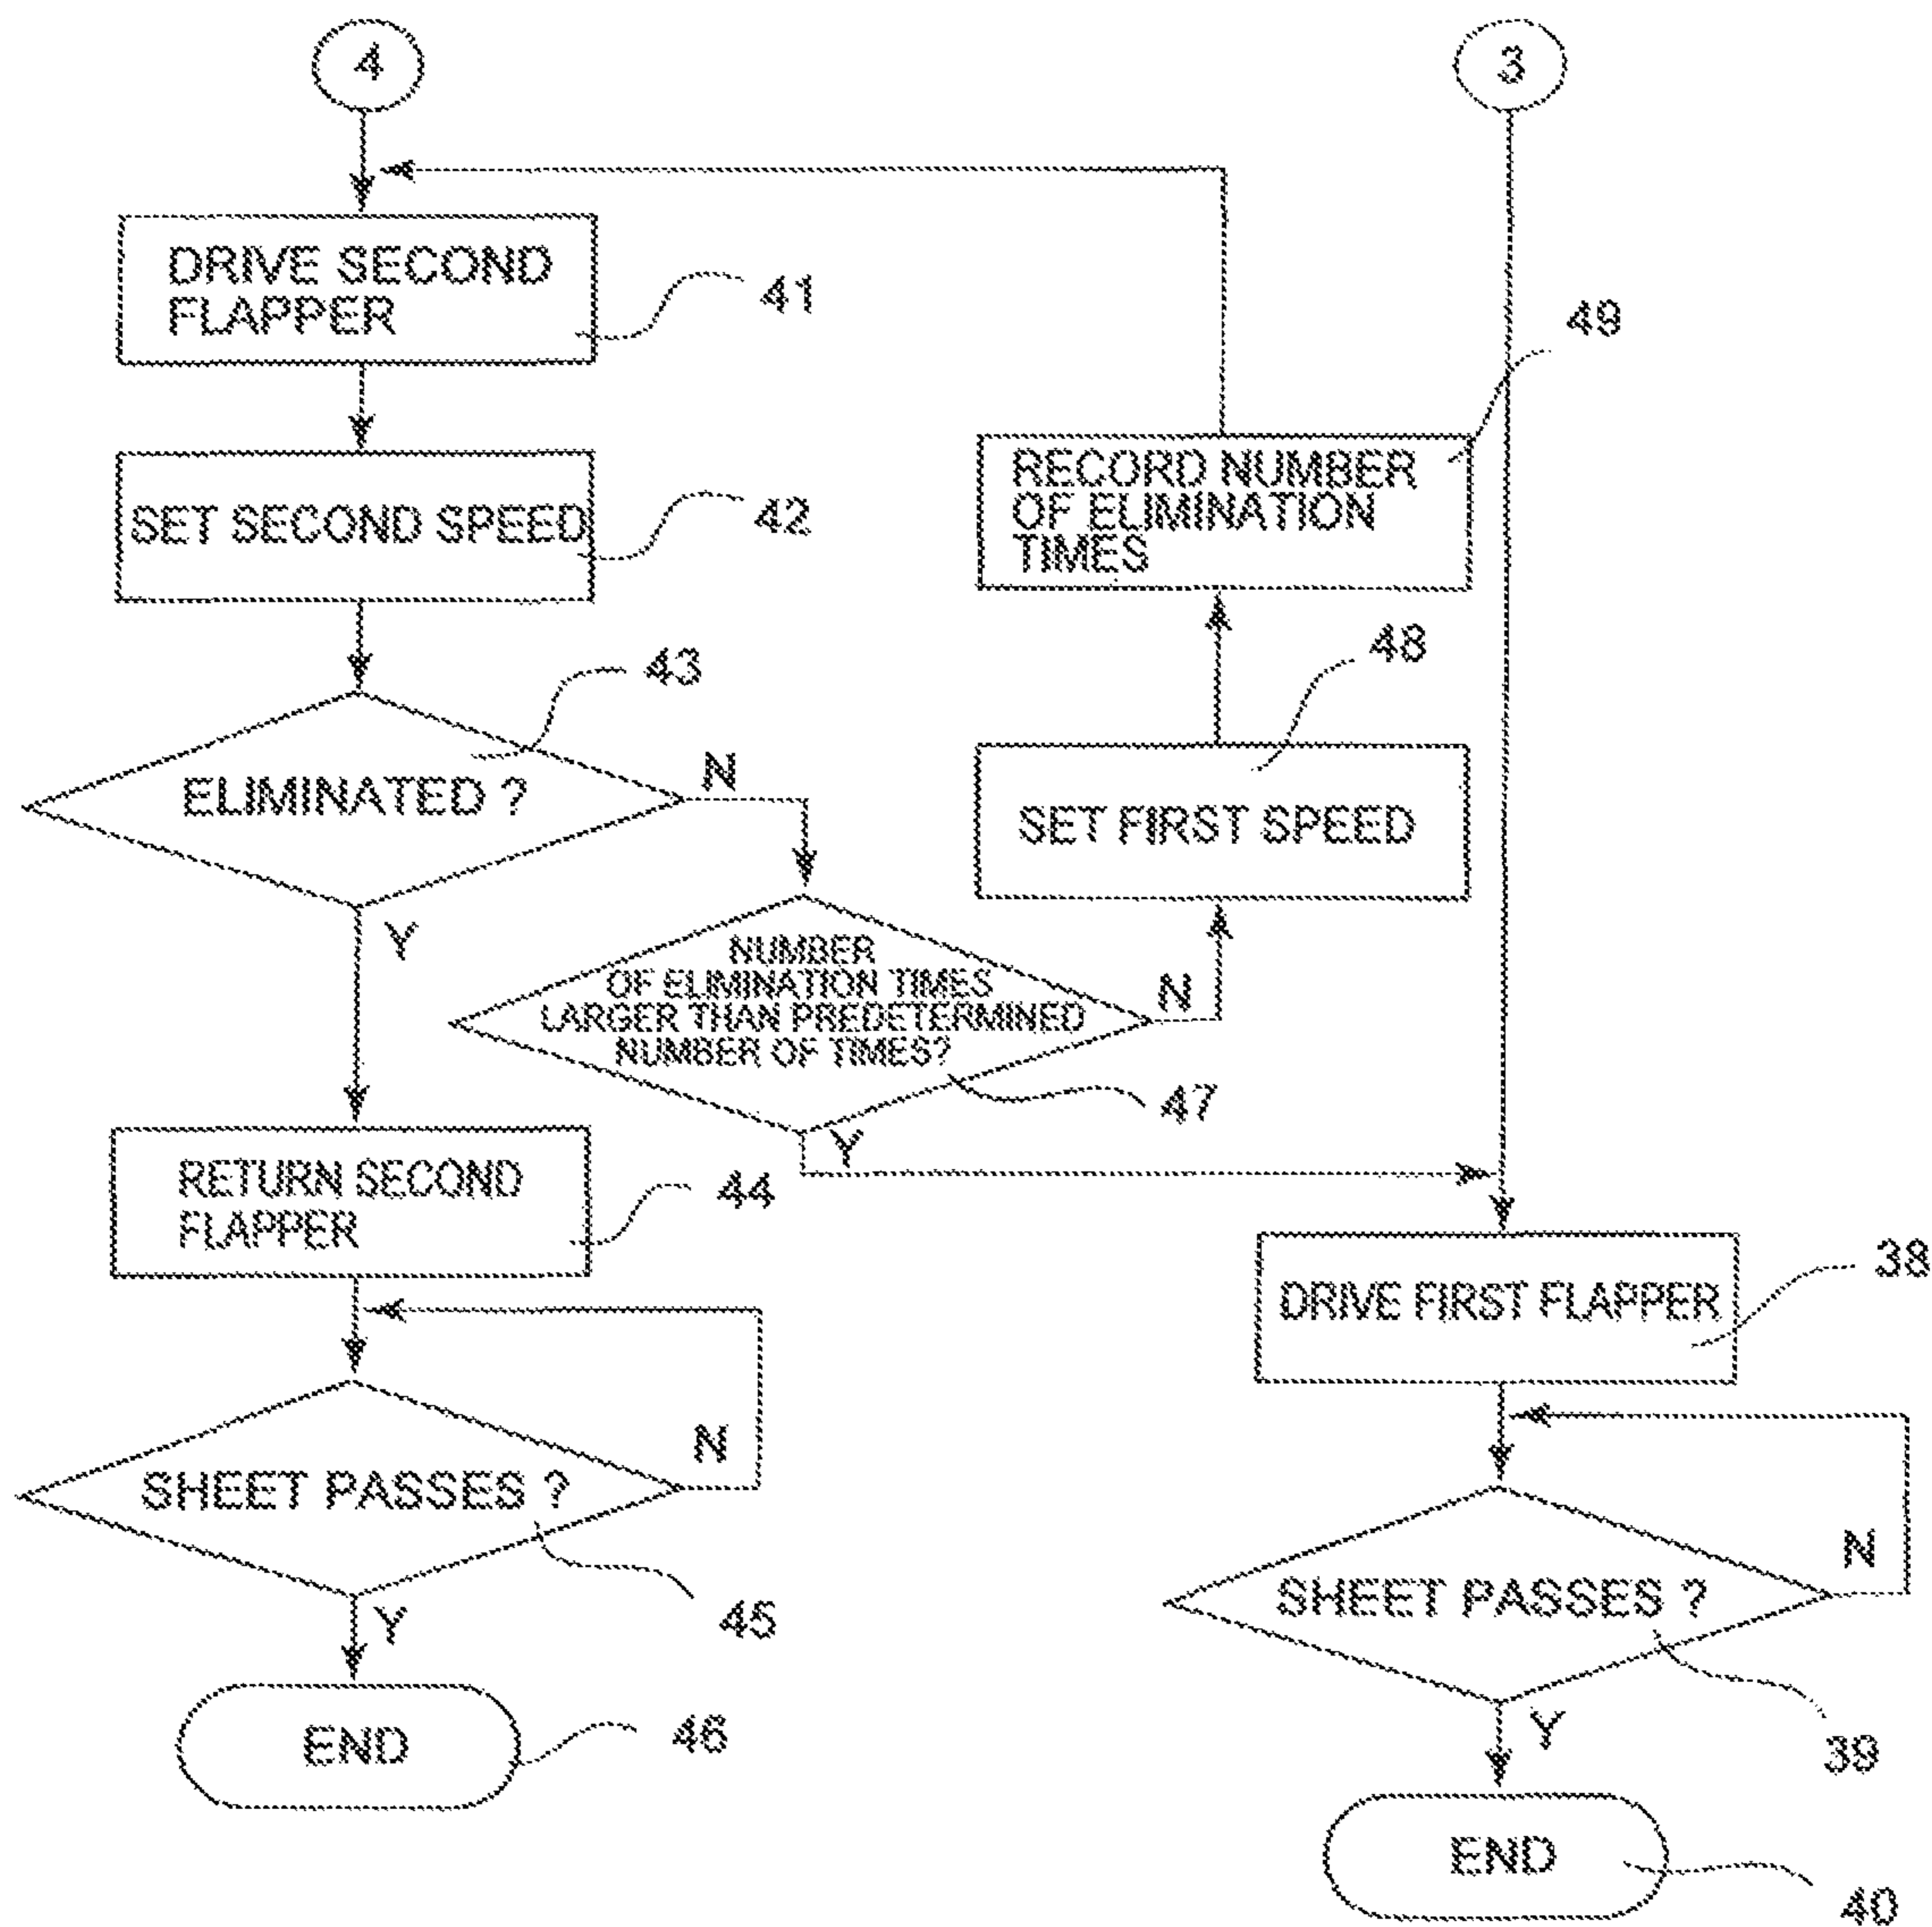 4
3
DRIVE SECOND
FLAPPER
41
49
SET SECOND SPEED
42
RECORD NUMBER
OF ELIMINATION
TIMES
43
48
ELIMINATED ?
N
SET FIRST SPEED
Y
NUMBER
OF ELIMINATION TIMES
LARGER THAN PREDETERMINED
NUMBER OF TIMES?
N
47
Y
RETURN SECOND
FLAPPER
44
DRIVE FIRST FLAPPER
38
SHEET PASSES ?
N
45
Y
SHEET PASSES ?
N
39
Y
END
46
END
40